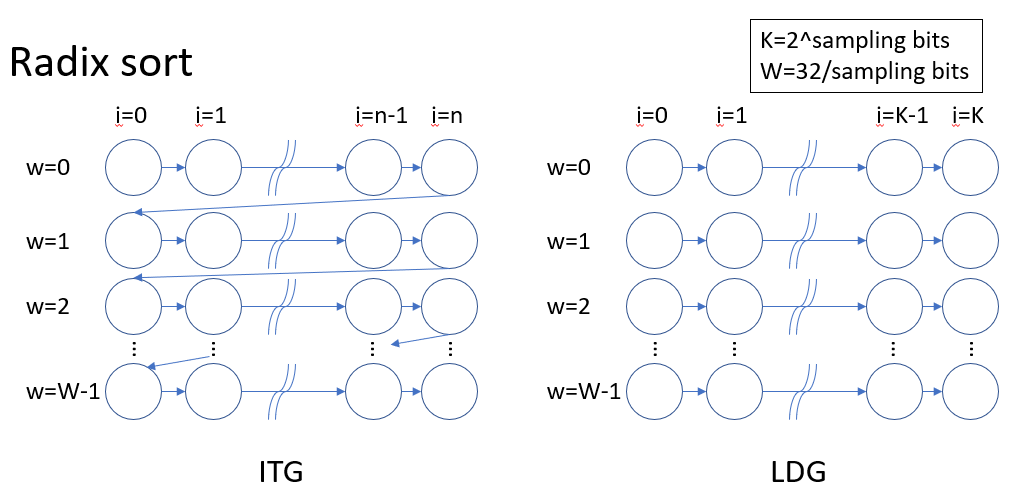 K=2^sampling bits
W=32/sampling bits
Radix sort
i=0 i=1 i=n-1 i=n
i=0 i=1 i=K-1 i=K
w=0
w=1
w=2
⋮ ⋮ ⋮ ⋮
w=W-1
w=0
w=1
w=2
⋮ ⋮ ⋮ ⋮
w=W-1
ITG
LDG